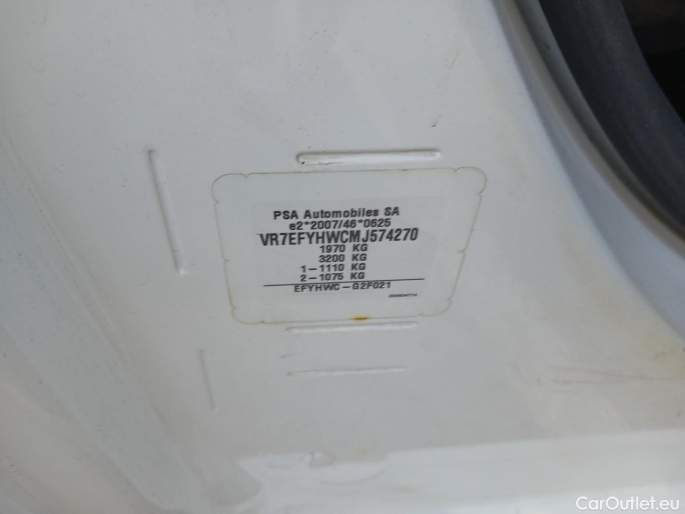 PSA Automobiles SA
e2*2007/46*0625
VR7EFYHWCMJ574270
1970 KG
3200 KG
1-1110 KG
2-1075 KG
EFYHWC-G2P021
CarOutlet.eu